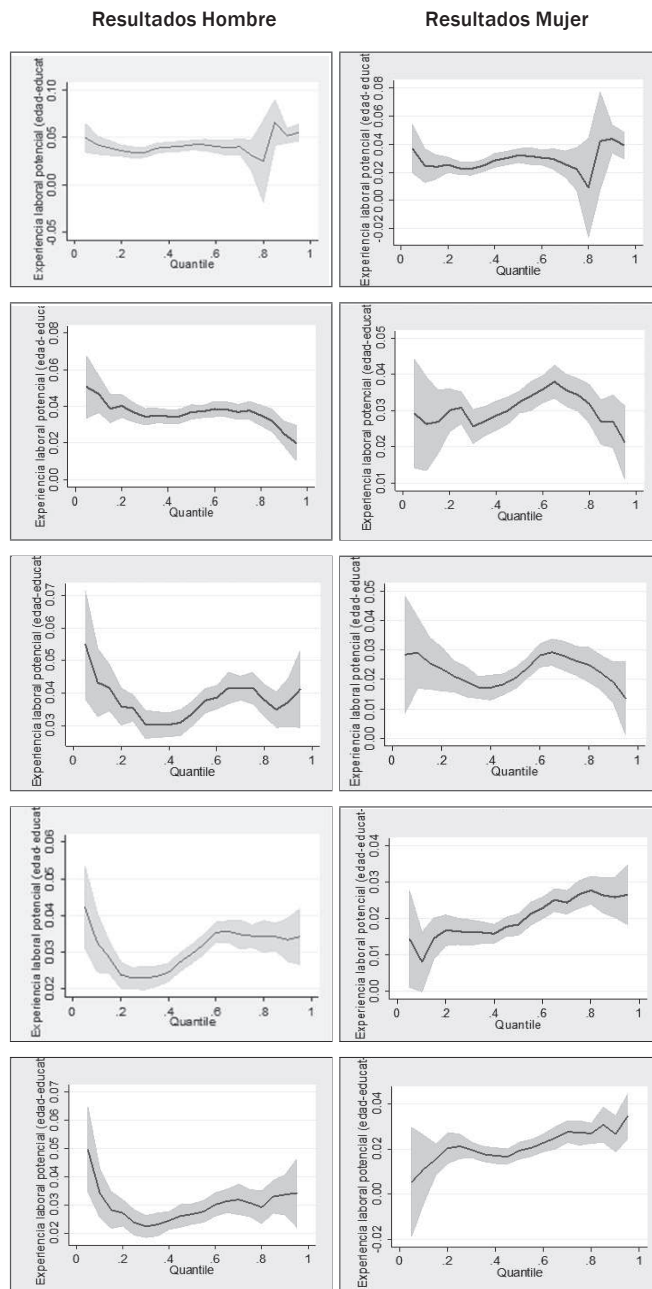 Resultados Hombre
Resultados Mujer
Experiencia laboral potencial (edad-educat
-0.05 0.00 0.05 0.10
0 .2 .4 .6 .8 1
Quantile
Experiencia laboral potencial (edad-educat
-0.02 0.00 0.02 0.04 0.06 0.08
0 .2 .4 .6 .8 1
Quantile
Experiencia laboral potencial (edad-educa
0.00 0.02 0.04 0.06 0.08
0 .2 .4 .6 .8 1
Quantile
Experiencia laboral potencial (edad-educat
0.01 0.02 0.03 0.04 0.05
0 .2 .4 .6 .8 1
Quantile
Experiencia laboral potencial (edad-educat
0.03 0.04 0.05 0.06 0.07
0 .2 .4 .6 .8 1
Quantile
Experiencia laboral potencial (edad-educat
0.00 0.01 0.02 0.03 0.04 0.05
0 .2 .4 .6 .8 1
Quantile
Experiencia laboral potencial (edad-educat
0.02 0.03 0.04 0.05 0.06
0 .2 .4 .6 .8 1
Quantile
Experiencia laboral potencial (edad-educat-
0.00 0.01 0.02 0.03 0.04
0 .2 .4 .6 .8 1
Quantile
Experiencia laboral potencial (edad-educat
0.02 0.03 0.04 0.05 0.06 0.07
0 .2 .4 .6 .8 1
Quantile
Experiencia laboral potencial (edad-educat-
-0.02 0.00 0.02 0.04
0 .2 .4 .6 .8 1
Quantile